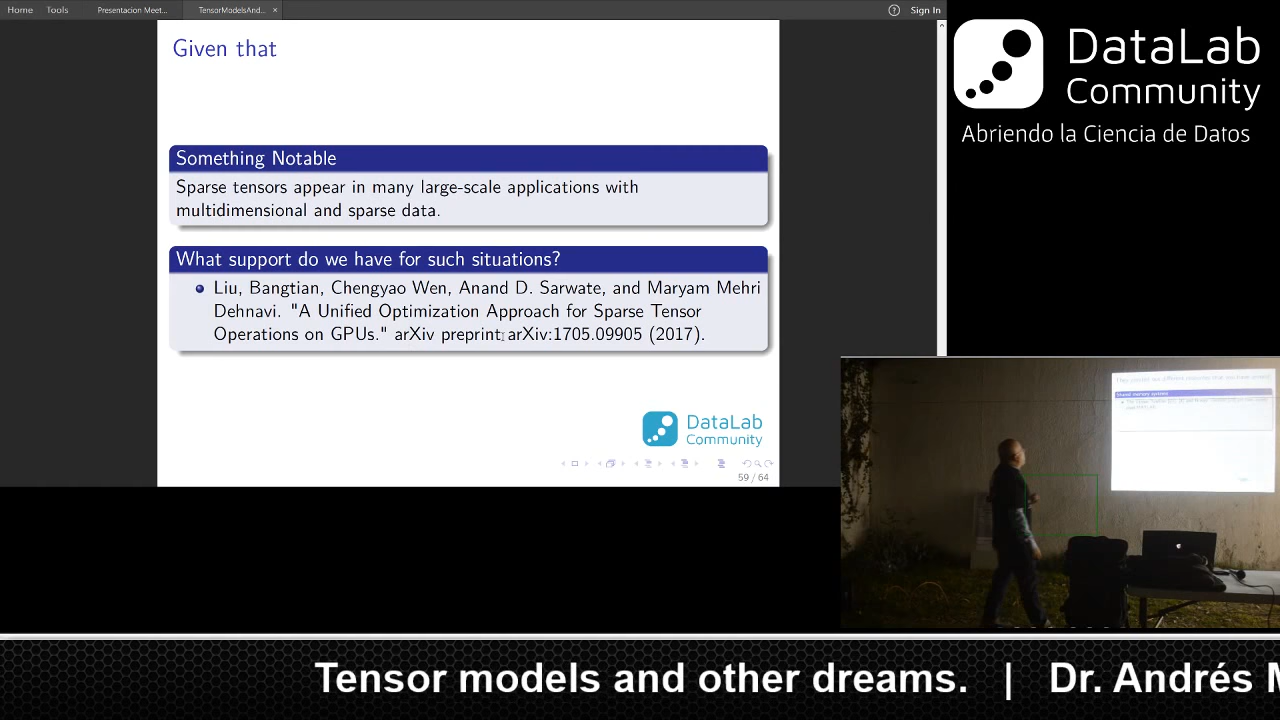 Home Tools Presentacion Meet... TensorModelsAnd... × ? Sign In
Given that
Something Notable
Sparse tensors appear in many large-scale applications with
multidimensional and sparse data.
What support do we have for such situations?
Liu, Bangtian, Chengyao Wen, Anand D. Sarwate, and Maryam Mehri
Dehnavi. "A Unified Optimization Approach for Sparse Tensor
Operations on GPUs." arXiv preprint arXiv:1705.09905 (2017).
DataLab
Community
59 / 64
DataLab
Community
Abriendo la Ciencia de Datos
Shared memory systems
Tensor models and other dreams. | Dr. Andrés M